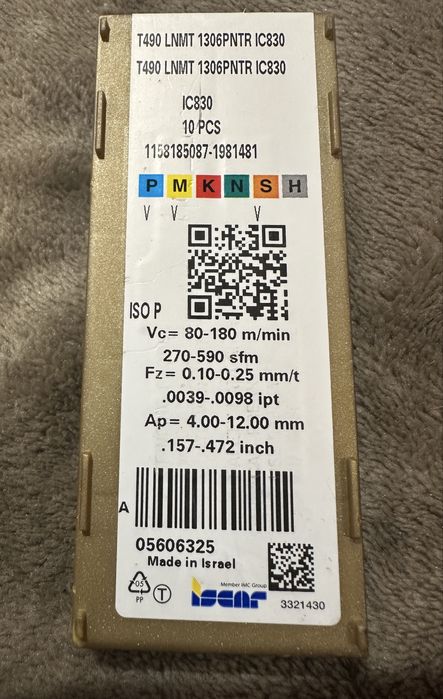 T490 LNMT 1306PNTR IC830
T490 LNMT 1306PNTR IC830
IC830
10 PCS
1158185087-1981481
P M K N S H
V V V
ISO P
Vc= 80-180 m/min
270-590 sfm
Fz= 0.10-0.25 mm/t
.0039-.0098 ipt
Ap= 4.00-12.00 mm
.157-.472 inch
A
05606325
Made in Israel
05
PP
T
Member IMC Group
iscar
3321430